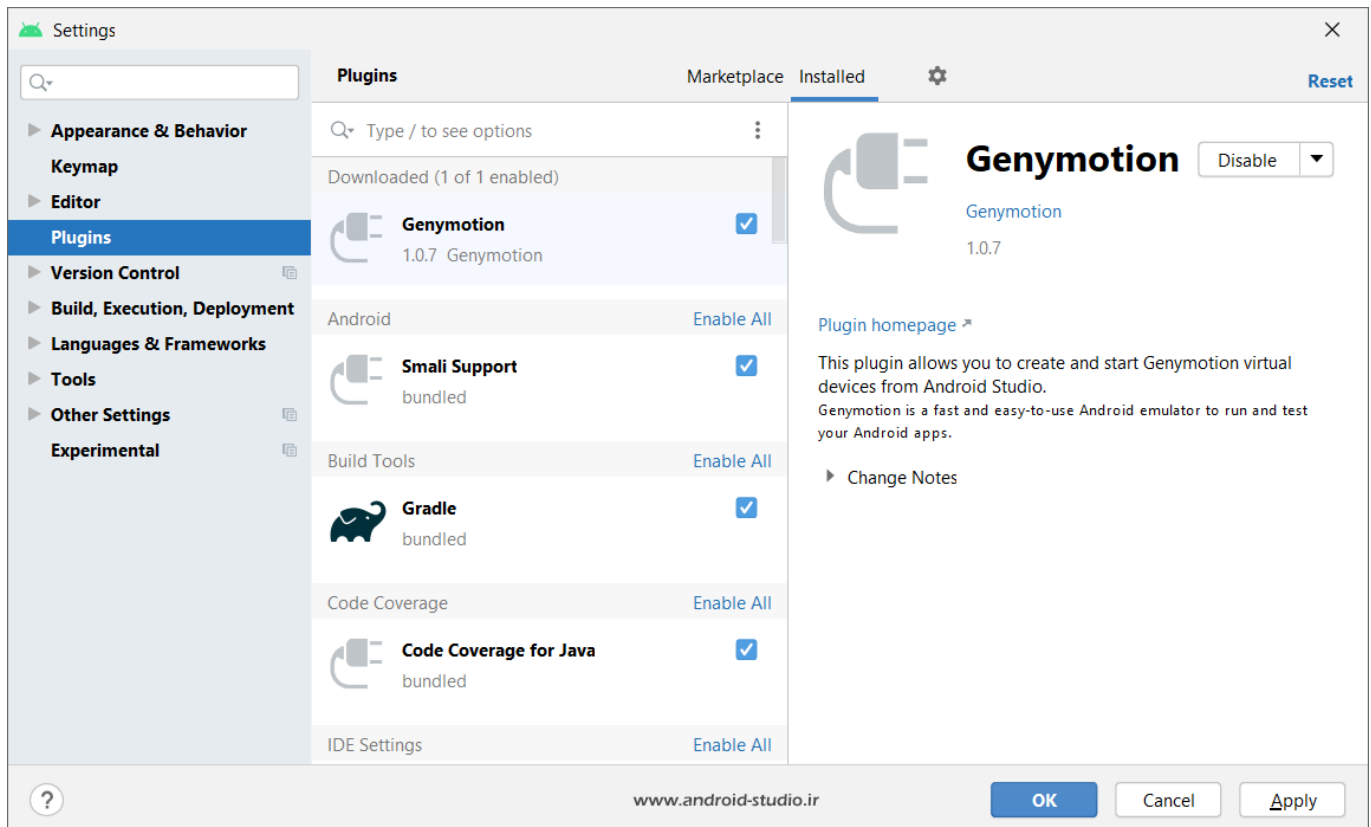 Settings
Plugins
Marketplace Installed
Reset
Appearance & Behavior
Keymap
Editor
Plugins
Version Control
Build, Execution, Deployment
Languages & Frameworks
Tools
Other Settings
Experimental
Type / to see options
Downloaded (1 of 1 enabled)
Genymotion
1.0.7 Genymotion
Android Enable All
Smali Support
bundled
Build Tools Enable All
Gradle
bundled
Code Coverage Enable All
Code Coverage for Java
bundled
IDE Settings Enable All
Genymotion Disable
Genymotion
1.0.7
Plugin homepage
This plugin allows you to create and start Genymotion virtual
devices from Android Studio.
Genymotion is a fast and easy-to-use Android emulator to run and test
your Android apps.
Change Notes
?
www.android-studio.ir
OK Cancel Apply